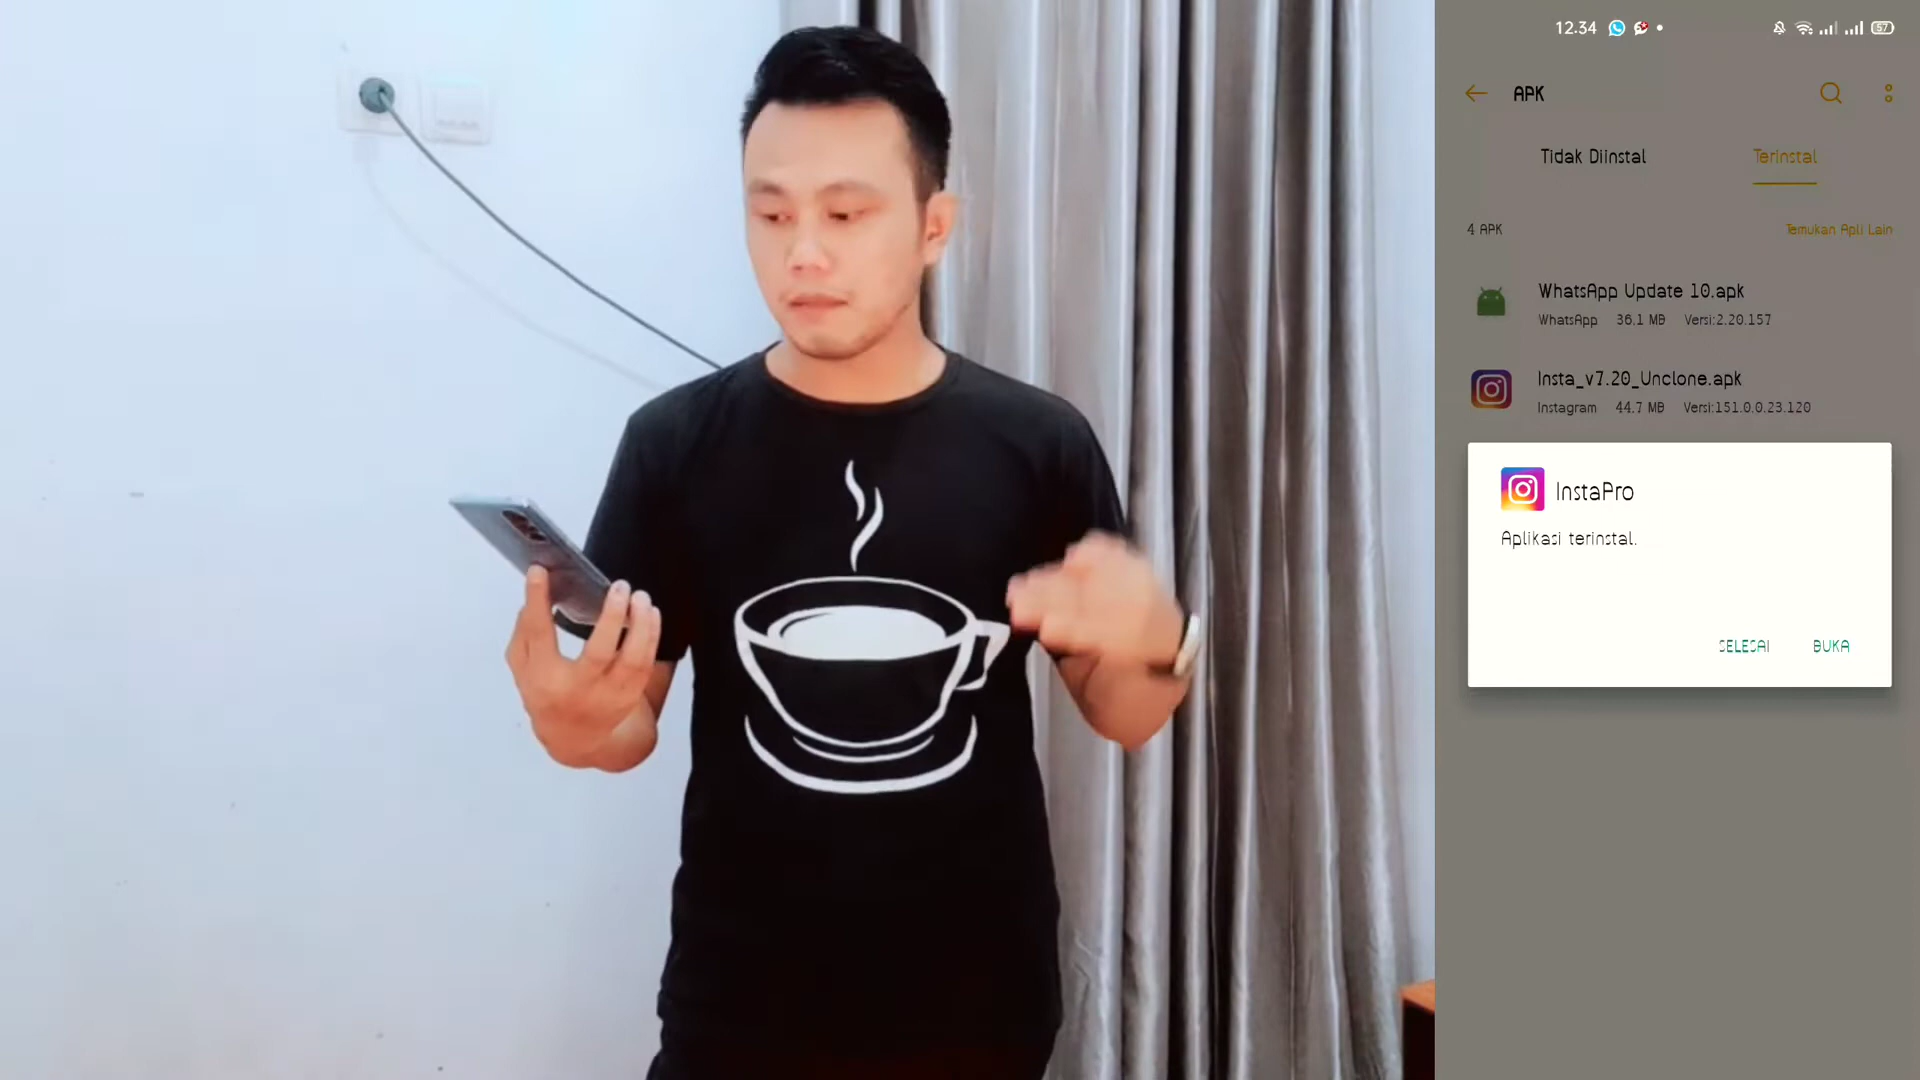 12.34
57
APK
Tidak Diinstal
Terinstal
4 APK
Temukan Apli Lain
WhatsApp Update 10.apk
WhatsApp 36.1 MB Versi:2.20.157
Insta_v7.20_Unclone.apk
Instagram 44.7 MB Versi:151.0.0.23.120
InstaPro
Aplikasi terinstal.
SELESAI BUKA